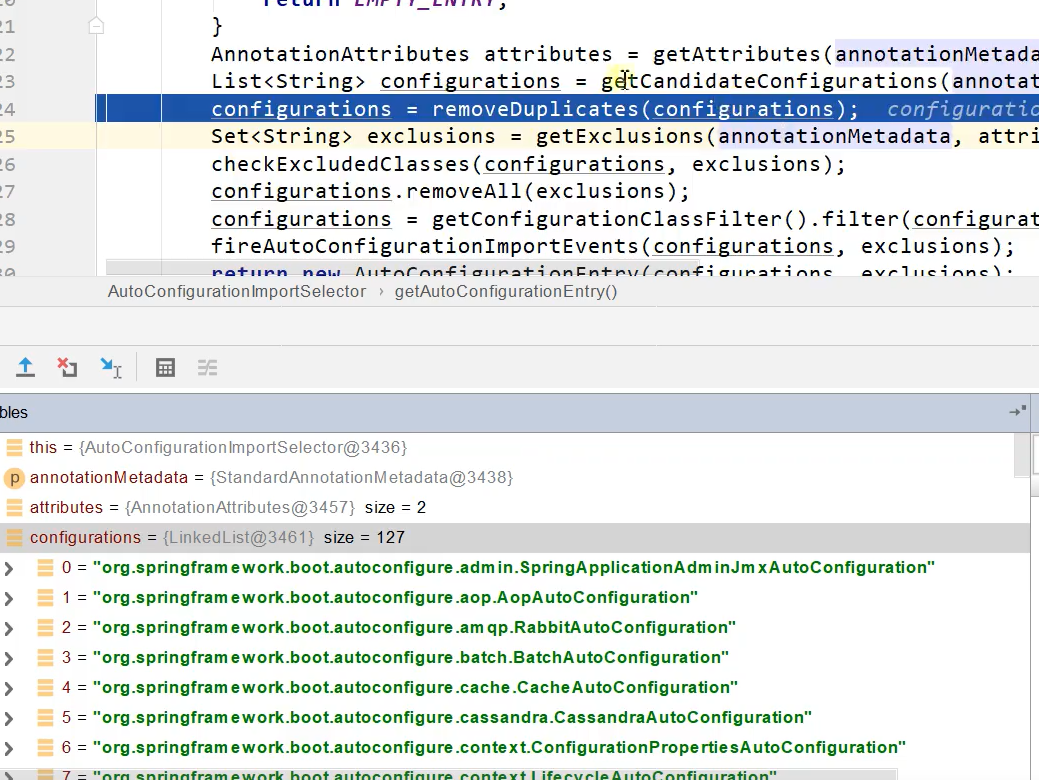 return EMPTY_ENTRY;
21 }
22 AnnotationAttributes attributes = getAttributes(annotationMetada
23 List<String> configurations = getCandidateConfigurations(annotat
24 configurations = removeDuplicates(configurations); configuratio
25 Set<String> exclusions = getExclusions(annotationMetadata, attri
26 checkExcludedClasses(configurations, exclusions);
27 configurations.removeAll(exclusions);
28 configurations = getConfigurationClassFilter().filter(configurat
29 fireAutoConfigurationImportEvents(configurations, exclusions);
30 return new AutoConfigurationEntry(configurations, exclusions);
AutoConfigurationImportSelector › getAutoConfigurationEntry()
bles
this = {AutoConfigurationImportSelector@3436}
p annotationMetadata = {StandardAnnotationMetadata@3438}
attributes = {AnnotationAttributes@3457} size = 2
configurations = {LinkedList@3461} size = 127
0 = "org.springframework.boot.autoconfigure.admin.SpringApplicationAdminJmxAutoConfiguration"
1 = "org.springframework.boot.autoconfigure.aop.AopAutoConfiguration"
2 = "org.springframework.boot.autoconfigure.amqp.RabbitAutoConfiguration"
3 = "org.springframework.boot.autoconfigure.batch.BatchAutoConfiguration"
4 = "org.springframework.boot.autoconfigure.cache.CacheAutoConfiguration"
5 = "org.springframework.boot.autoconfigure.cassandra.CassandraAutoConfiguration"
6 = "org.springframework.boot.autoconfigure.context.ConfigurationPropertiesAutoConfiguration"
7 = "org.springframework.boot.autoconfigure.context.LifecycleAutoConfiguration"